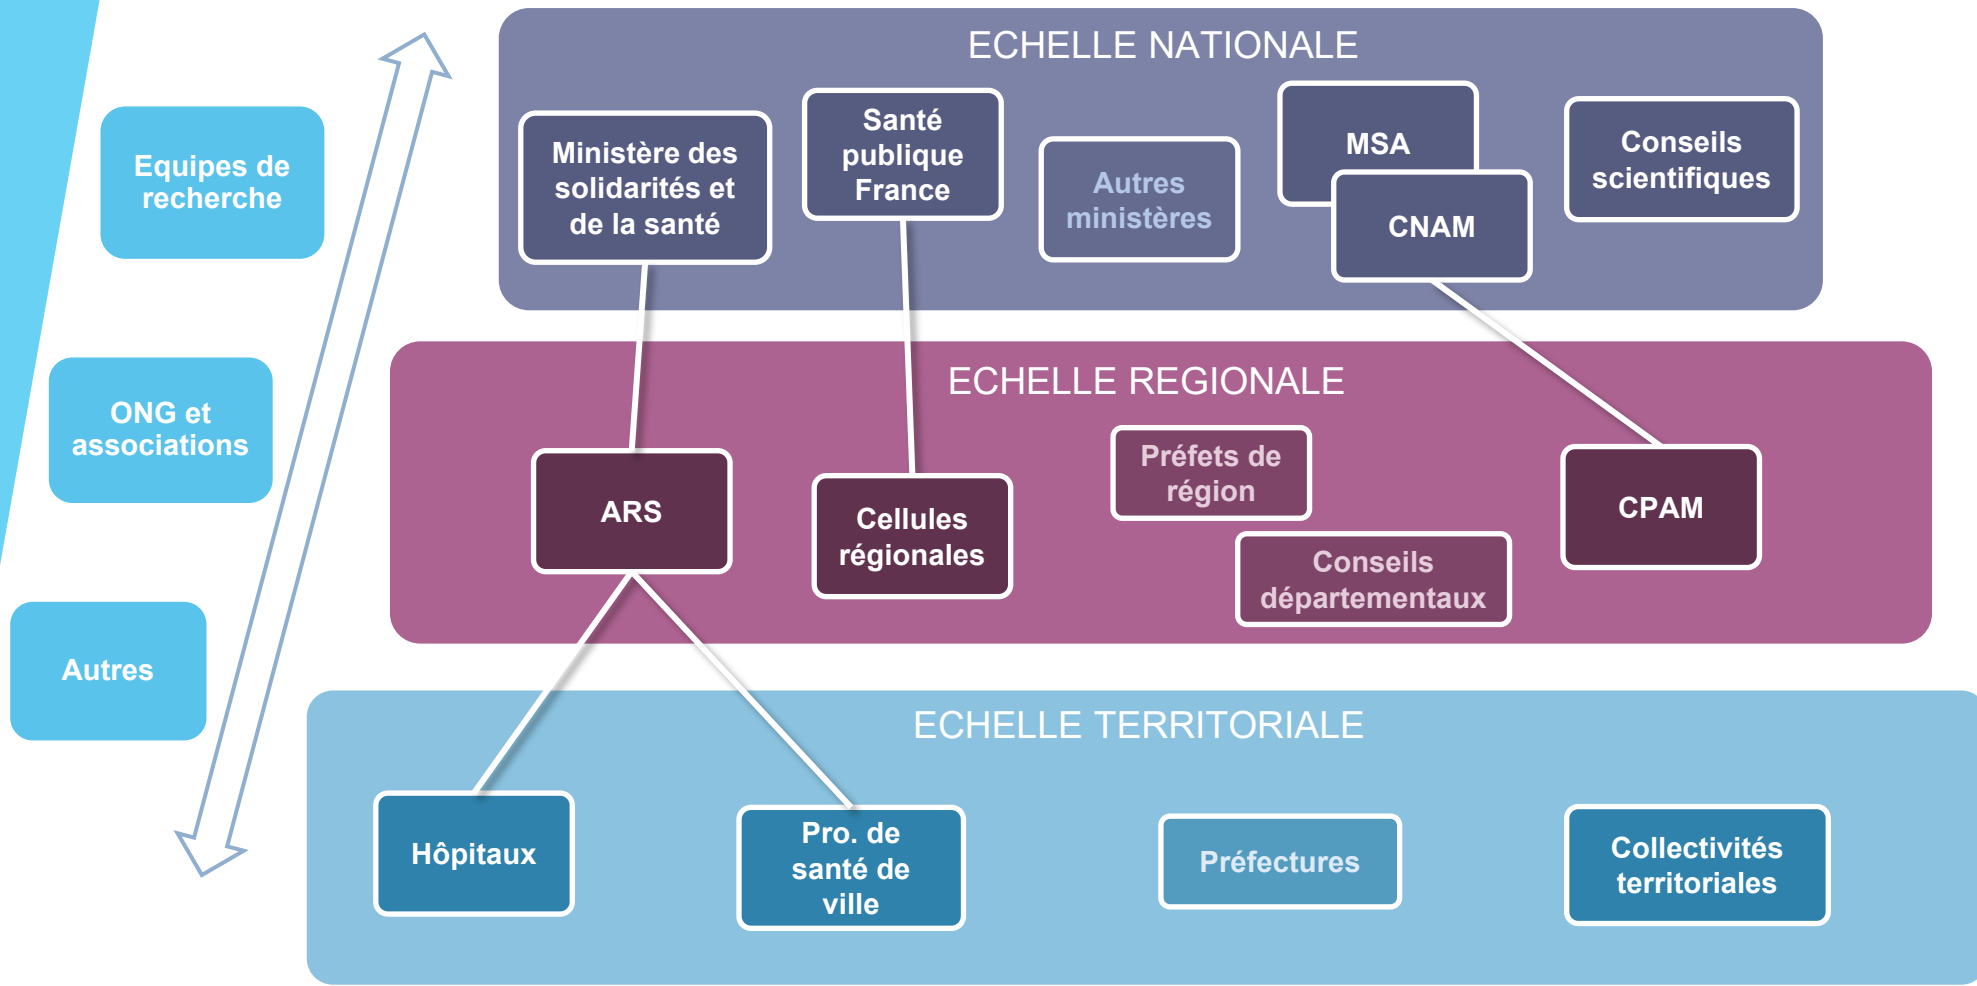 ECHELLE NATIONALE
Ministère des
solidarités et
de la santé
Santé
publique
France
Autres
ministères
MSA
CNAM
Conseils
scientifiques
Equipes de
recherche
ONG et
associations
Autres
ECHELLE REGIONALE
ARS
Cellules
régionales
Préfets de
région
Conseils
départementaux
CPAM
ECHELLE TERRITORIALE
Hôpitaux
Pro. de
santé de
ville
Préfectures
Collectivités
territoriales